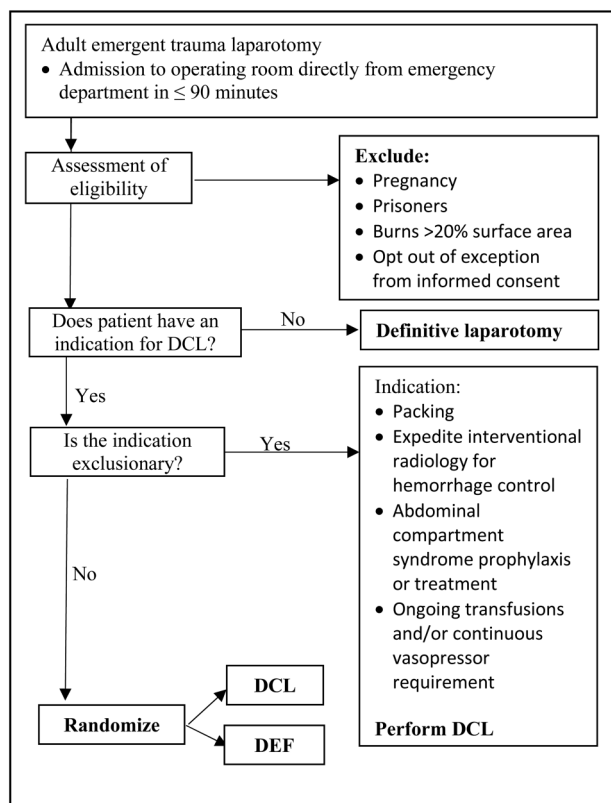 Adult emergent trauma laparotomy
• Admission to operating room directly from emergency
department in ≤ 90 minutes
Assessment of
eligibility
Exclude:
• Pregnancy
• Prisoners
• Burns >20% surface area
• Opt out of exception
from informed consent
Does patient have an
indication for DCL?
No
Definitive laparotomy
Yes
Is the indication
exclusionary?
Yes
Indication:
• Packing
• Expedite interventional
radiology for
hemorrhage control
• Abdominal
compartment
syndrome prophylaxis
or treatment
• Ongoing transfusions
and/or continuous
vasopressor
requirement
Perform DCL
No
Randomize
DCL
DEF